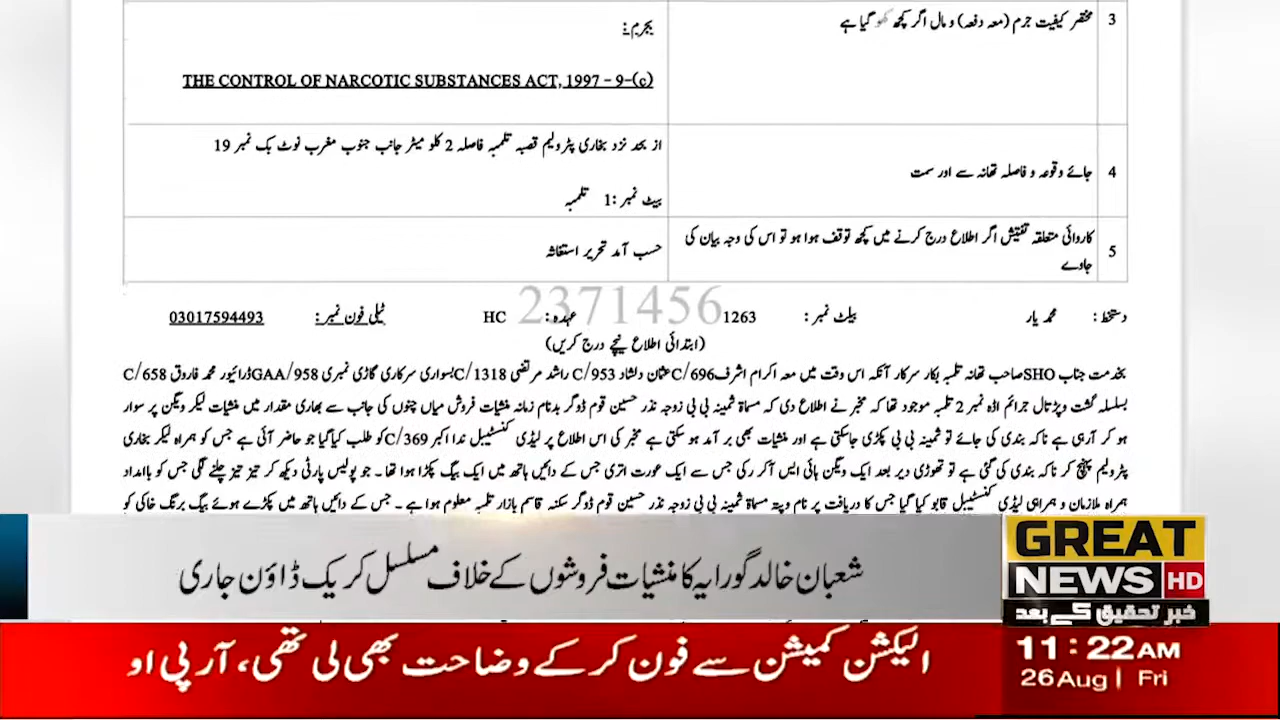 3 مختصر کیفیت جرم (معہ دفعہ) و مال اگر کچھ کھو گیا ہے
بجرم:
THE CONTROL OF NARCOTIC SUBSTANCES ACT, 1997 - 9-(c)
4 جائے وقوعہ و فاصلہ تھانہ سے اور سمت
از بعد نزد بخاری پٹرولیم قصبہ تلمبہ فاصلہ 2 کلو میٹر جانب جنوب مغرب نوٹ بک نمبر 19
بیٹ نمبر: 1 تلمبہ
5 کاروائی متعلقہ تفتیش اگر اطلاع درج کرنے میں کچھ توقف ہوا ہو تو اس کی وجہ بیان کی
جاوے
حسب آمد تحریر استغاثہ
2371456
دستخط: محمد یار بیلٹ نمبر: 1263 عہدہ: HC ٹیلی فون نمبر: 03017594493
(ابتدائی اطلاع نیچے درج کریں)
بخدمت جناب SHO صاحب تھانہ تلمبہ بکار سرکار آنکہ اس وقت میں معہ اکرام اشرف C/696 عثمان دلشاد C/953 راشد مرتضی C/1318 بسواری سرکاری گاڑی نمبری GAA/958 ڈرائیور محمد فاروق C/658
بسلسلہ گشت و پڑتال جرائم اڈہ نمبر 2 تلمبہ موجود تھا کہ مخبر نے اطلاع دی کہ مسماۃ ثمینہ بی بی زوجہ نذر حسین قوم ڈوگر بدنام زمانہ منشیات فروش میاں چنوں کی جانب سے بھاری مقدار میں منشیات لیکر ویگن پر سوار
ہو کر آرہی ہے ناکہ بندی کی جائے تو ثمینہ بی بی پکڑی جاسکتی ہے اور منشیات بھی برآمد ہو سکتی ہے مخبر کی اس اطلاع پر لیڈی کنسٹیبل ندا اکبر C/369 کو طلب کیا گیا جو حاضر آئی ہے جس کو ہمراہ لیکر بخاری
پٹرولیم پہنچ کر ناکہ بندی کی گئی ہے تو تھوڑی دیر بعد ایک ویگن ہائی ایس آ کر رکی جس سے ایک عورت اتری جس کے دائیں ہاتھ میں ایک بیگ پکڑا ہوا تھا۔ جو پولیس پارٹی دیکھ کر تیز تیز چلنے لگی جس کو باامداد
ہمراہ ملازمان و ہمراہی لیڈی کنسٹیبل قابو کیا گیا جس کا دریافت پر نام و پتہ مسماۃ ثمینہ بی بی زوجہ نذر حسین قوم ڈوگر سکنہ قاسم بازار تلمبہ معلوم ہوا ہے۔ جس کے دائیں ہاتھ میں پکڑے ہوئے بیگ برنگ خاکی کو
شعبان خالد گورایہ کا منشیات فروشوں کے خلاف مسلسل کریک ڈاؤن جاری
GREAT
NEWS HD
خبر تحقیق کے بعد
الیکشن کمیشن سے فون کر کے وضاحت بھی لی تھی، آر پی او
11:22 AM
26 Aug | Fri